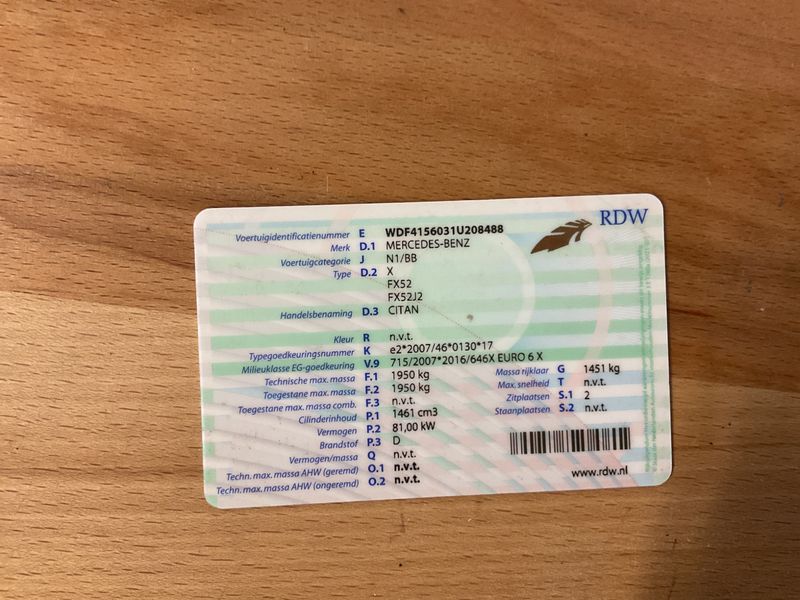 RDW
Voertuigidentificatienummer E WDF4156031U208488
Merk D.1 MERCEDES-BENZ
Voertuigcategorie J N1/BB
Type D.2 X
FX52
FX52J2
Handelsbenaming D.3 CITAN
Kleur R n.v.t.
Typegoedkeuringsnummer K e2*2007/46*0130*17
Milieuklasse EG-goedkeuring V.9 715/2007*2016/646X EURO 6 X
Technische max. massa F.1 1950 kg
Toegestane max. massa F.2 1950 kg
Toegestane max. massa comb. F.3 n.v.t.
Cilinderinhoud P.1 1461 cm3
Vermogen P.2 81,00 kW
Brandstof P.3 D
Vermogen/massa Q n.v.t.
Techn. max. massa AHW (geremd) O.1 n.v.t.
Techn. max. massa AHW (ongeremd) O.2 n.v.t.
Massa rijklaar G 1451 kg
Max. snelheid T n.v.t.
Zitplaatsen S.1 2
Staanplaatsen S.2 n.v.t.
www.rdw.nl